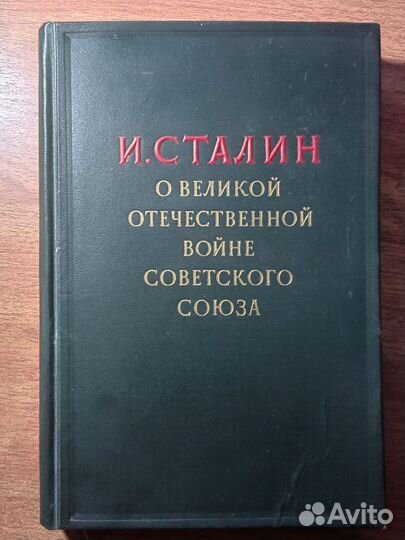 И.СТАЛИН
О ВЕЛИКОЙ
ОТЕЧЕСТВЕННОЙ
ВОЙНЕ
СОВЕТСКОГО
СОЮЗА
Avito